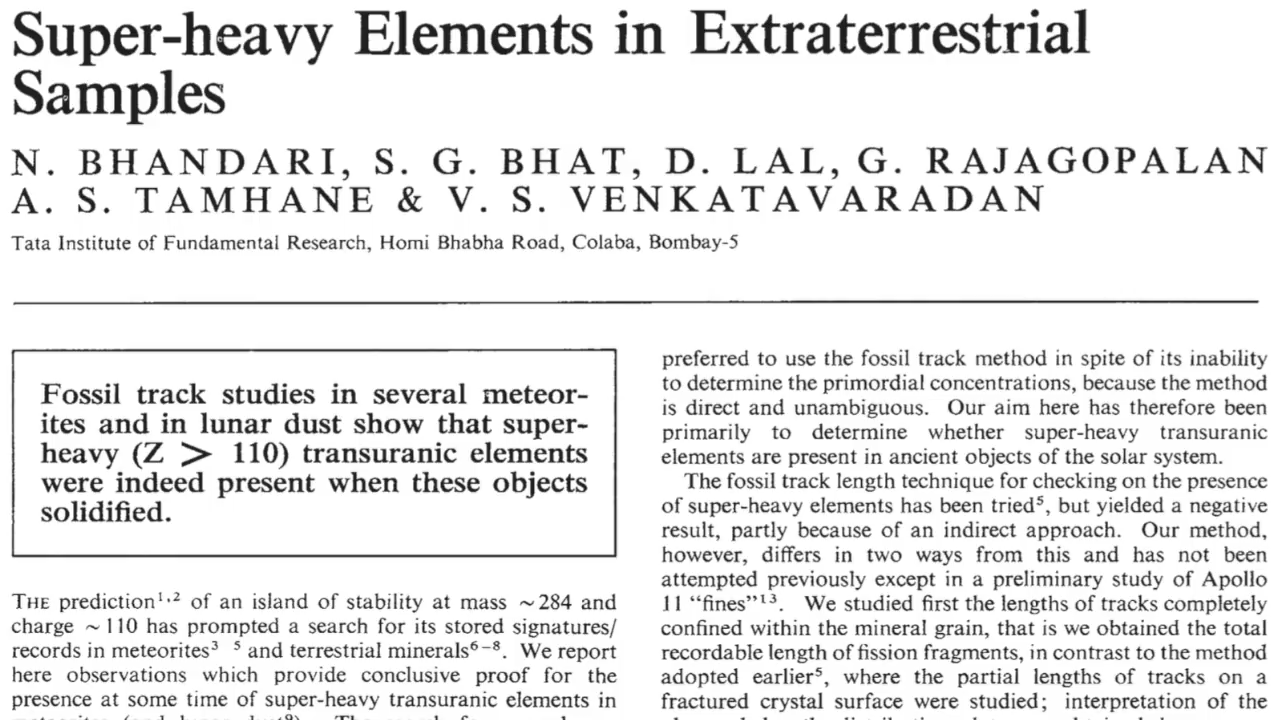 Super-heavy Elements in Extraterrestrial
Samples
N. BHANDARI, S. G. BHAT, D. LAL, G. RAJAGOPALAN
A. S. TAMHANE & V. S. VENKATAVARADAN
Tata Institute of Fundamental Research, Homi Bhabha Road, Colaba, Bombay-5
Fossil track studies in several meteor-
ites and in lunar dust show that super-
heavy (Z > 110) transuranic elements
were indeed present when these objects
solidified.
THE prediction¹,² of an island of stability at mass ~284 and
charge ~110 has prompted a search for its stored signatures/
records in meteorites³ ⁵ and terrestrial minerals⁶⁻⁸. We report
here observations which provide conclusive proof for the
presence at some time of super-heavy transuranic elements in
preferred to use the fossil track method in spite of its inability
to determine the primordial concentrations, because the method
is direct and unambiguous. Our aim here has therefore been
primarily to determine whether super-heavy transuranic
elements are present in ancient objects of the solar system.
The fossil track length technique for checking on the presence
of super-heavy elements has been tried⁵, but yielded a negative
result, partly because of an indirect approach. Our method,
however, differs in two ways from this and has not been
attempted previously except in a preliminary study of Apollo
11 “fines”¹³. We studied first the lengths of tracks completely
confined within the mineral grain, that is we obtained the total
recordable length of fission fragments, in contrast to the method
adopted earlier⁵, where the partial lengths of tracks on a
fractured crystal surface were studied; interpretation of the